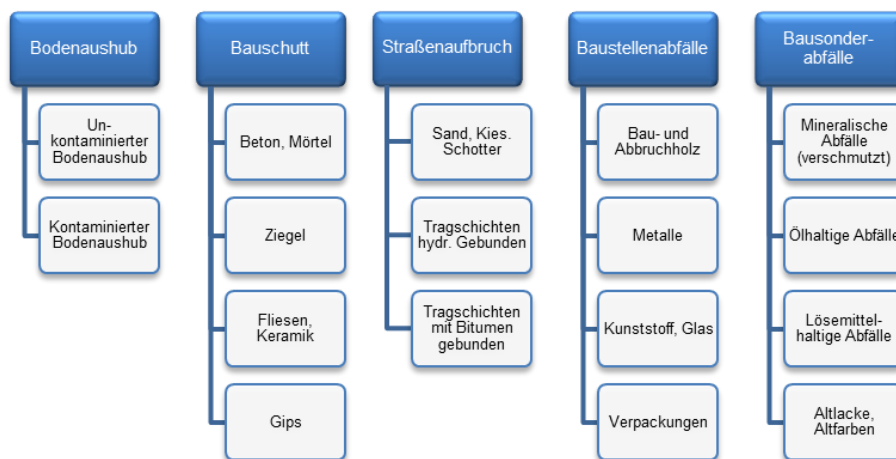 Bodenaushub
Un-
kontaminierter
Bodenaushub
Kontaminierter
Bodenaushub
Bauschutt
Beton, Mörtel
Ziegel
Fliesen,
Keramik
Gips
Straßenaufbruch
Sand, Kies.
Schotter
Tragschichten
hydr. Gebunden
Tragschichten
mit Bitumen
gebunden
Baustellenabfälle
Bau- und
Abbruchholz
Metalle
Kunststoff, Glas
Verpackungen
Bausonder-
abfälle
Mineralische
Abfälle
(verschmutzt)
Ölhaltige Abfälle
Lösemittel-
haltige Abfälle
Altlacke,
Altfarben